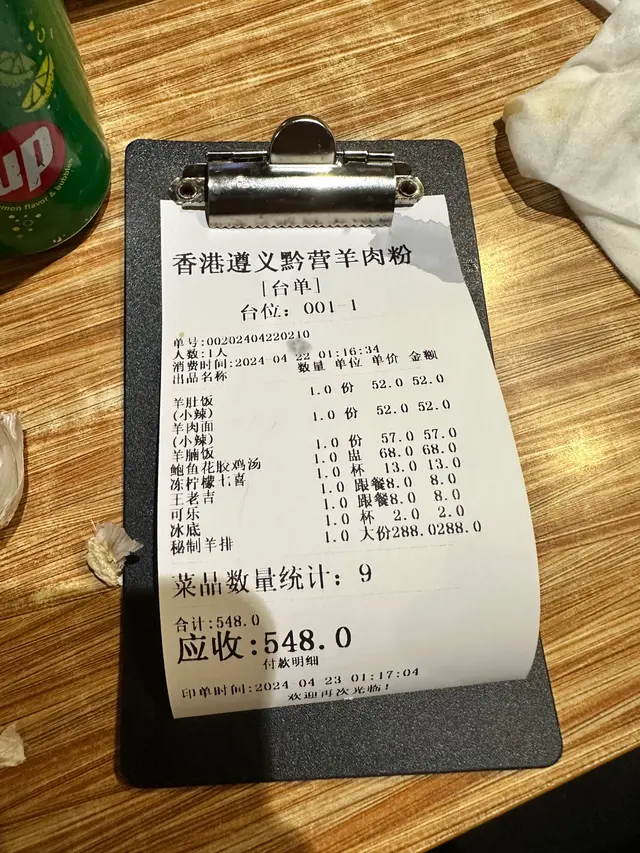 up
lemon flavor & bubbles
香港遵义黔营羊肉粉
[台单]
台位: 001-1
单号:00202404220210
人数:1人
消费时间:2024-04-22 01:16:34
出品名称 数量 单位 单价 金额
羊肚饭 1.0 份 52.0 52.0
(小辣)
羊肉面 1.0 份 52.0 52.0
(小辣)
羊腩饭 1.0 份 57.0 57.0
鲍鱼花胶鸡汤 1.0 盅 68.0 68.0
冻柠檬七喜 1.0 杯 13.0 13.0
王老吉 1.0 跟餐8.0 8.0
可乐 1.0 跟餐8.0 8.0
冰底 1.0 杯 2.0 2.0
秘制羊排 1.0 大份288.0288.0
菜品数量统计: 9
合计:548.0
应收:548.0
付款明细
印单时间:2024-04-23 01:17:04
欢迎再次光临!